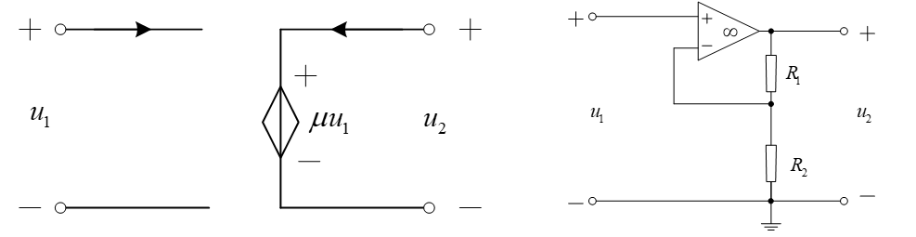 + +
+
u₁ μu₁ u₂
−
− −
+ + ∞ − +
R₁
u₁ u₂
R₂
− −